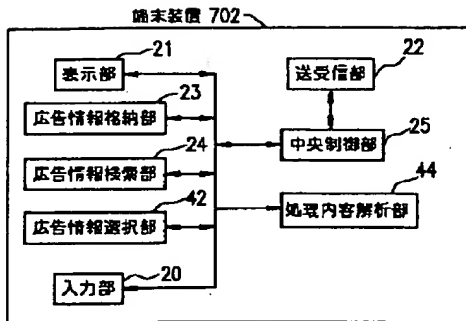 端末装置 702
21
表示部
22
送受信部
23
広告情報格納部
25
中央制御部
24
広告情報検索部
44
処理内容解析部
42
広告情報選択部
20
入力部